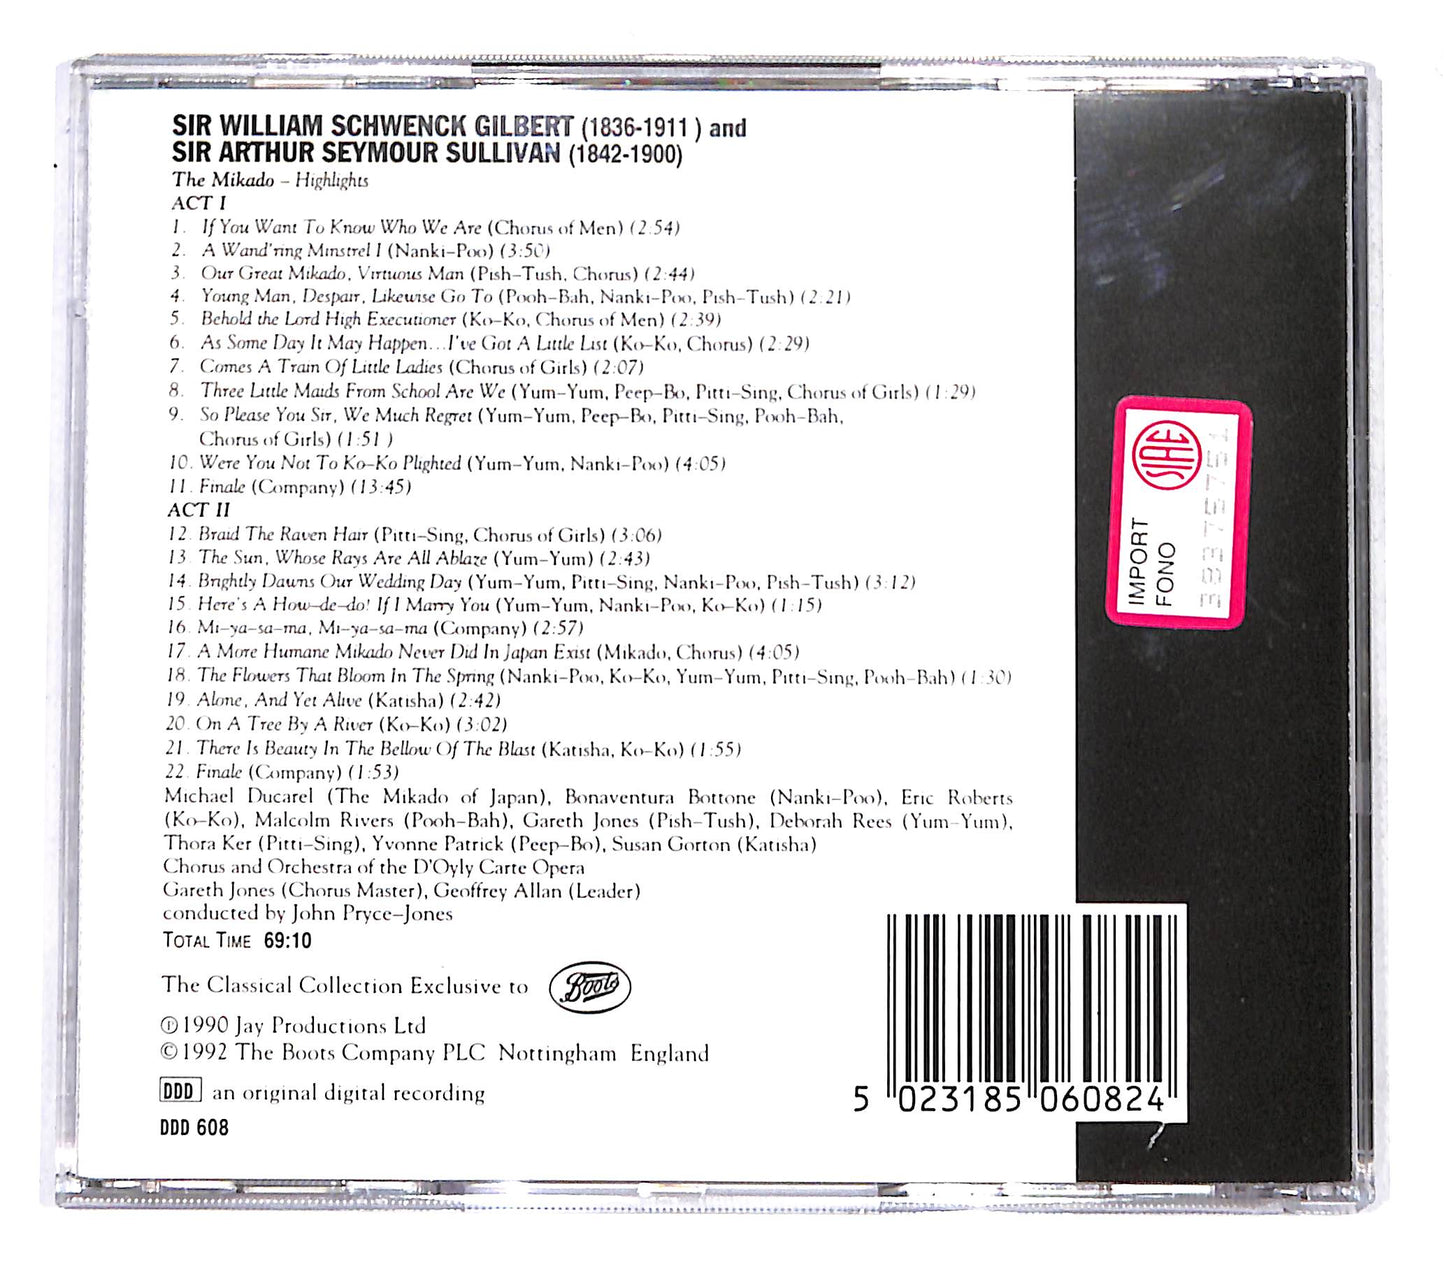 SIR WILLIAM SCHWENCK GILBERT (1836-1911 ) and
SIR ARTHUR SEYMOUR SULLIVAN (1842-1900)
The Mikado – Highlights
ACT I
1. If You Want To Know Who We Are (Chorus of Men) (2:54)
2. A Wand'ring Minstrel I (Nanki–Poo) (3:50)
3. Our Great Mikado, Virtuous Man (Pish–Tush, Chorus) (2:44)
4. Young Man, Despair, Likewise Go To (Pooh–Bah, Nanki–Poo, Pish–Tush) (2:21)
5. Behold the Lord High Executioner (Ko–Ko, Chorus of Men) (2:39)
6. As Some Day It May Happen...I've Got A Little List (Ko–Ko, Chorus) (2:29)
7. Comes A Train Of Little Ladies (Chorus of Girls) (2:07)
8. Three Little Maids From School Are We (Yum–Yum, Peep–Bo, Pitti–Sing, Chorus of Girls) (1:29)
9. So Please You Sir, We Much Regret (Yum–Yum, Peep–Bo, Pitti–Sing, Pooh–Bah,
Chorus of Girls) (1:51 )
10. Were You Not To Ko–Ko Plighted (Yum–Yum, Nanki–Poo) (4:05)
11. Finale (Company) (13:45)
ACT II
12. Braid The Raven Hair (Pitti–Sing, Chorus of Girls) (3:06)
13. The Sun, Whose Rays Are All Ablaze (Yum–Yum) (2:43)
14. Brightly Dawns Our Wedding Day (Yum–Yum, Pitti–Sing, Nanki–Poo, Pish–Tush) (3:12)
15. Here's A How–de–do! If I Marry You (Yum–Yum, Nanki–Poo, Ko–Ko) (1:15)
16. Mi–ya–sa–ma, Mi–ya–sa–ma (Company) (2:57)
17. A More Humane Mikado Never Did In Japan Exist (Mikado, Chorus) (4:05)
18. The Flowers That Bloom In The Spring (Nanki–Poo, Ko–Ko, Yum–Yum, Pitti–Sing, Pooh–Bah) (1:30)
19. Alone, And Yet Alive (Katisha) (2:42)
20. On A Tree By A River (Ko–Ko) (3:02)
21. There Is Beauty In The Bellow Of The Blast (Katisha, Ko–Ko) (1:55)
22. Finale (Company) (1:53)
Michael Ducarel (The Mikado of Japan), Bonaventura Bottone (Nanki–Poo), Eric Roberts
(Ko–Ko), Malcolm Rivers (Pooh–Bah), Gareth Jones (Pish–Tush), Deborah Rees (Yum–Yum),
Thora Ker (Pitti–Sing), Yvonne Patrick (Peep–Bo), Susan Gorton (Katisha)
Chorus and Orchestra of the D'Oyly Carte Opera
Gareth Jones (Chorus Master), Geoffrey Allan (Leader)
conducted by John Pryce–Jones
TOTAL TIME 69:10
The Classical Collection Exclusive to Boots
℗1990 Jay Productions Ltd
©1992 The Boots Company PLC Nottingham England
DDD an original digital recording
DDD 608
5 023185 060824
SIAE
IMPORT
FONO